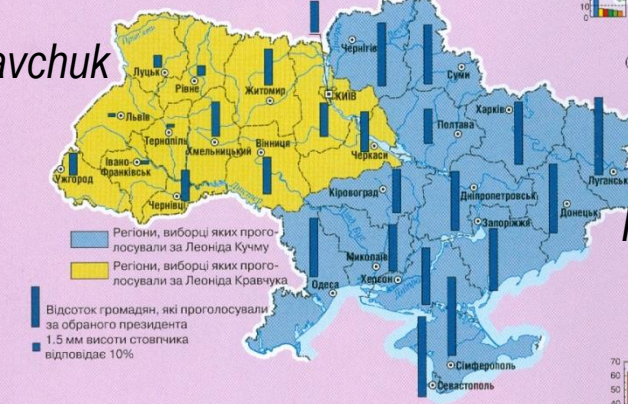 avchuk
10
0
Чернігів
Суми
Луцьк
Рівне
Житомир
КИЇВ
Харків
Львів
Тернопіль
Хмельницький
Вінниця
Полтава
Черкаси
Луганськ
Ужгород
Івано-
Франківськ
Чернівці
Кіровоград
Дніпропетровськ
Донецьк
Запоріжжя
Миколаїв
Херсон
Одеса
Сімферополь
Севастополь
Регіони, виборці яких прого-
лосували за Леоніда Кучму
Регіони, виборці яких прого-
лосували за Леоніда Кравчука
Відсоток громадян, які проголосували
за обраного президента
1.5 мм висоти стовпчика
відповідає 10%
70
60
50
40